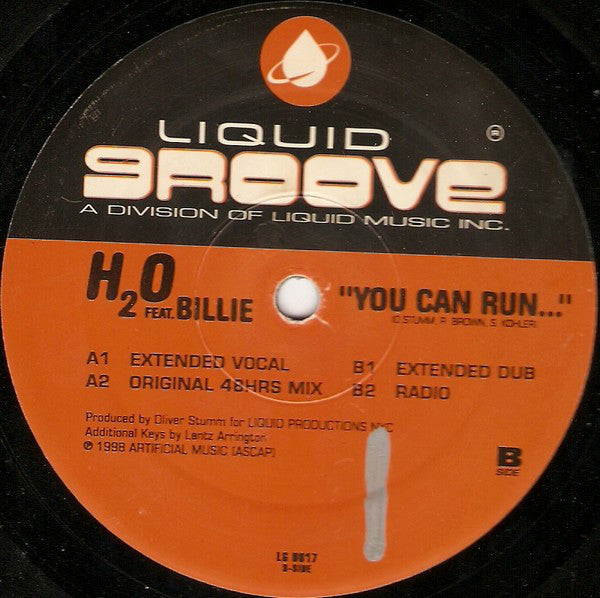 LIQUID
®
GROOVE
A DIVISION OF LIQUID MUSIC INC.
H2O FEAT. BILLIE
"YOU CAN RUN..."
(O.STUMM, R. BROWN, S. KOHLER)
A1 EXTENDED VOCAL
A2 ORIGINAL 48HRS MIX
B1 EXTENDED DUB
B2 RADIO
Produced by Oliver Stumm for LIQUID PRODUCTIONS NYC
Additional Keys by Lantz Arrington
℗ 1998 ARTIFICIAL MUSIC (ASCAP)
B
SIDE
LG 0017
B-SIDE